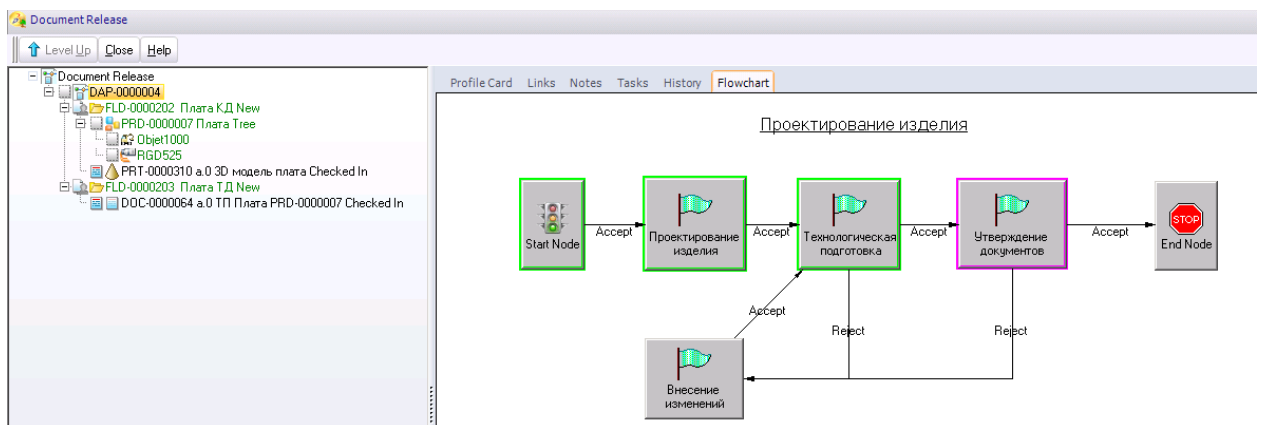 Document Release
Level Up Close Help
Document Release
DAP-0000004
FLD-0000202 Плата КД New
PRD-0000007 Плата Tree
Objet1000
RGD525
PRT-0000310 a.0 3D модель плата Checked In
FLD-0000203 Плата ТД New
DOC-0000064 a.0 ТП Плата PRD-0000007 Checked In
Profile Card Links Notes Tasks History Flowchart
Проектирование изделия
Start Node
Accept
Проектирование
изделия
Accept
Технологическая
подготовка
Accept
Утверждение
документов
Accept
STOP
End Node
Accept
Reject
Reject
Внесение
изменений